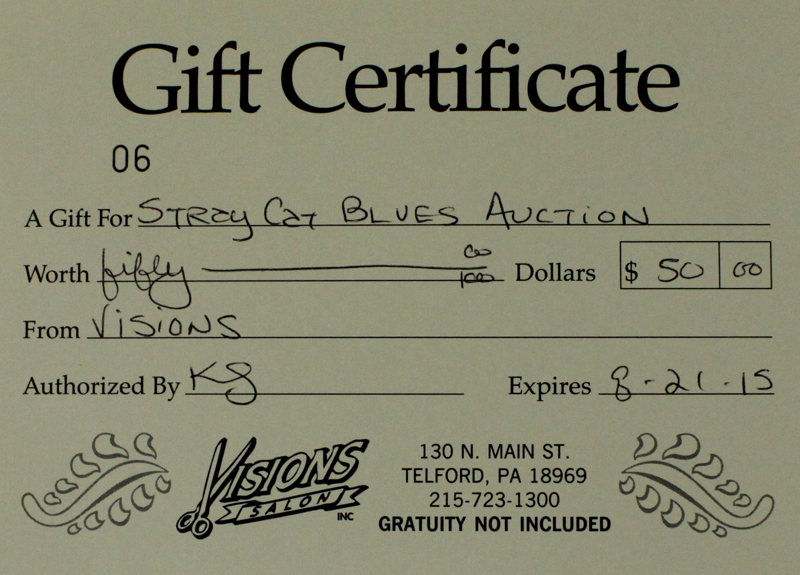 Gift Certificate
06
A Gift For Stray Cat Blues Auction
Worth fifty 00/100 Dollars $ 50 00
From Visions
Authorized By KS
Expires 8-21-15
VISIONS
SALON
INC
130 N. MAIN ST.
TELFORD, PA 18969
215-723-1300
GRATUITY NOT INCLUDED